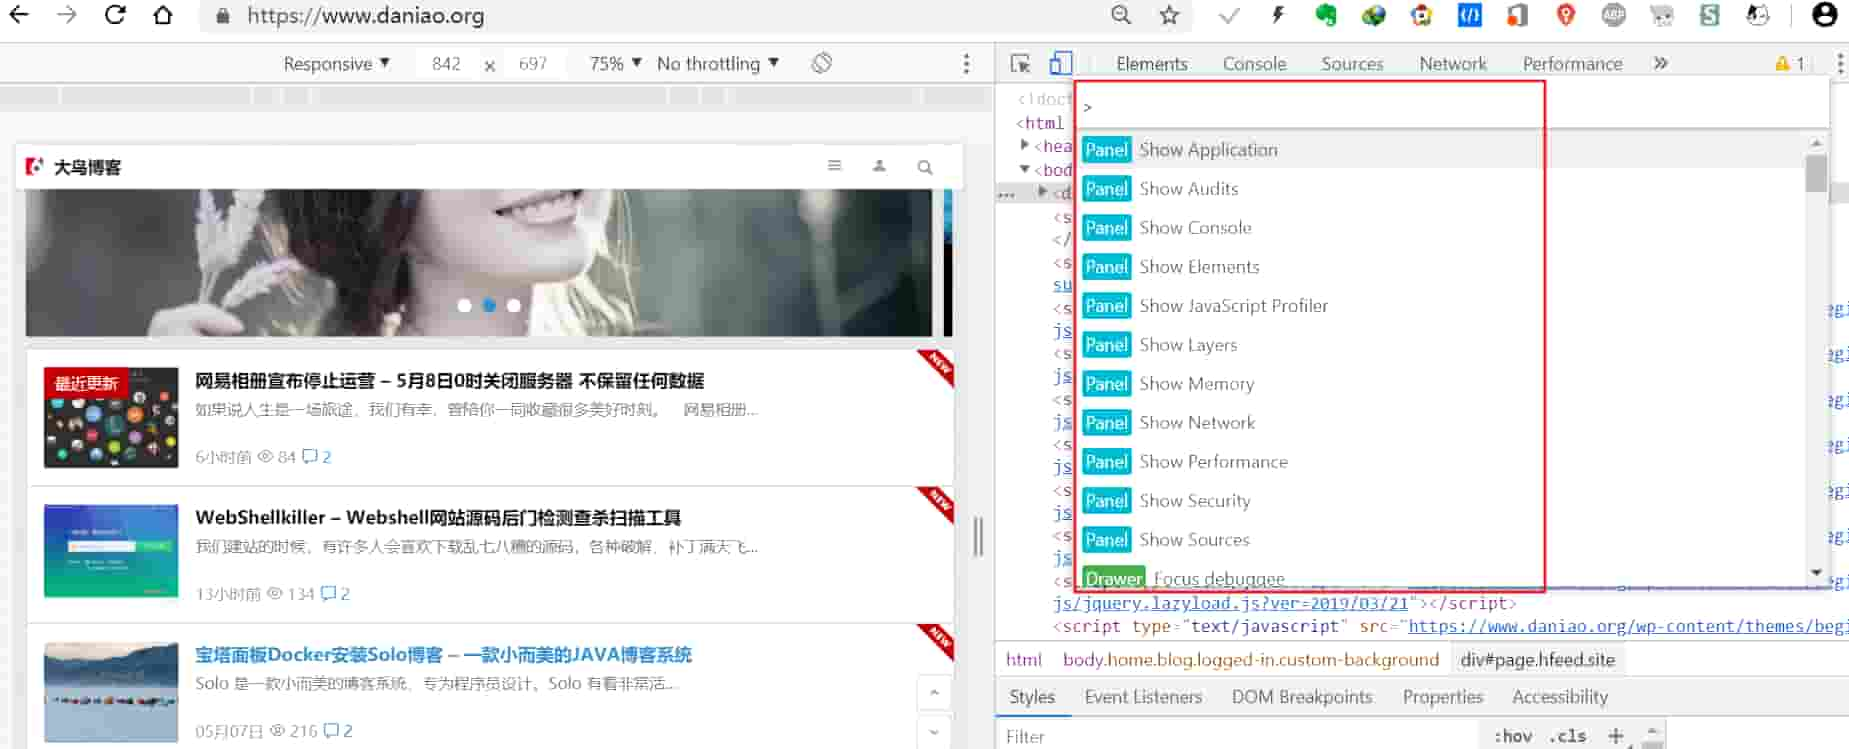 https://www.daniao.org
ABP
Responsive ▼ 842 x 697 75% ▼ No throttling ▼
Elements Console Sources Network Performance » 1
<!doct
<html
<hea
<bod
... <d
<s
</
<s
su
<s
js
<s
js
<s
js
<s
js
<s
js
<s
js
<s
js/jquery.lazyload.js?ver=2019/03/21"></script>
<script type="text/javascript" src="https://www.daniao.org/wp-content/themes/begi
>
Panel Show Application
Panel Show Audits
Panel Show Console
Panel Show Elements
Panel Show JavaScript Profiler
Panel Show Layers
Panel Show Memory
Panel Show Network
Panel Show Performance
Panel Show Security
Panel Show Sources
Drawer Focus debuggee
html body.home.blog.logged-in.custom-background div#page.hfeed.site
Styles Event Listeners DOM Breakpoints Properties Accessibility
Filter :hov .cls +
大鸟博客
NEW
最近更新
网易相册宣布停止运营 – 5月8日0时关闭服务器 不保留任何数据
如果说人生是一场旅途，我们有幸，曾陪你一同收藏很多美好时刻。 网易相册...
6小时前 84 2
NEW
WebShellkiller – Webshell网站源码后门检测查杀扫描工具
我们建站的时候，有许多人会喜欢下载乱七八糟的源码，各种破解、补丁满天飞...
13小时前 134 2
NEW
宝塔面板Docker安装Solo博客 – 一款小而美的JAVA博客系统
Solo 是一款小而美的博客系统，专为程序员设计。Solo 有着非常活...
05月07日 216 2